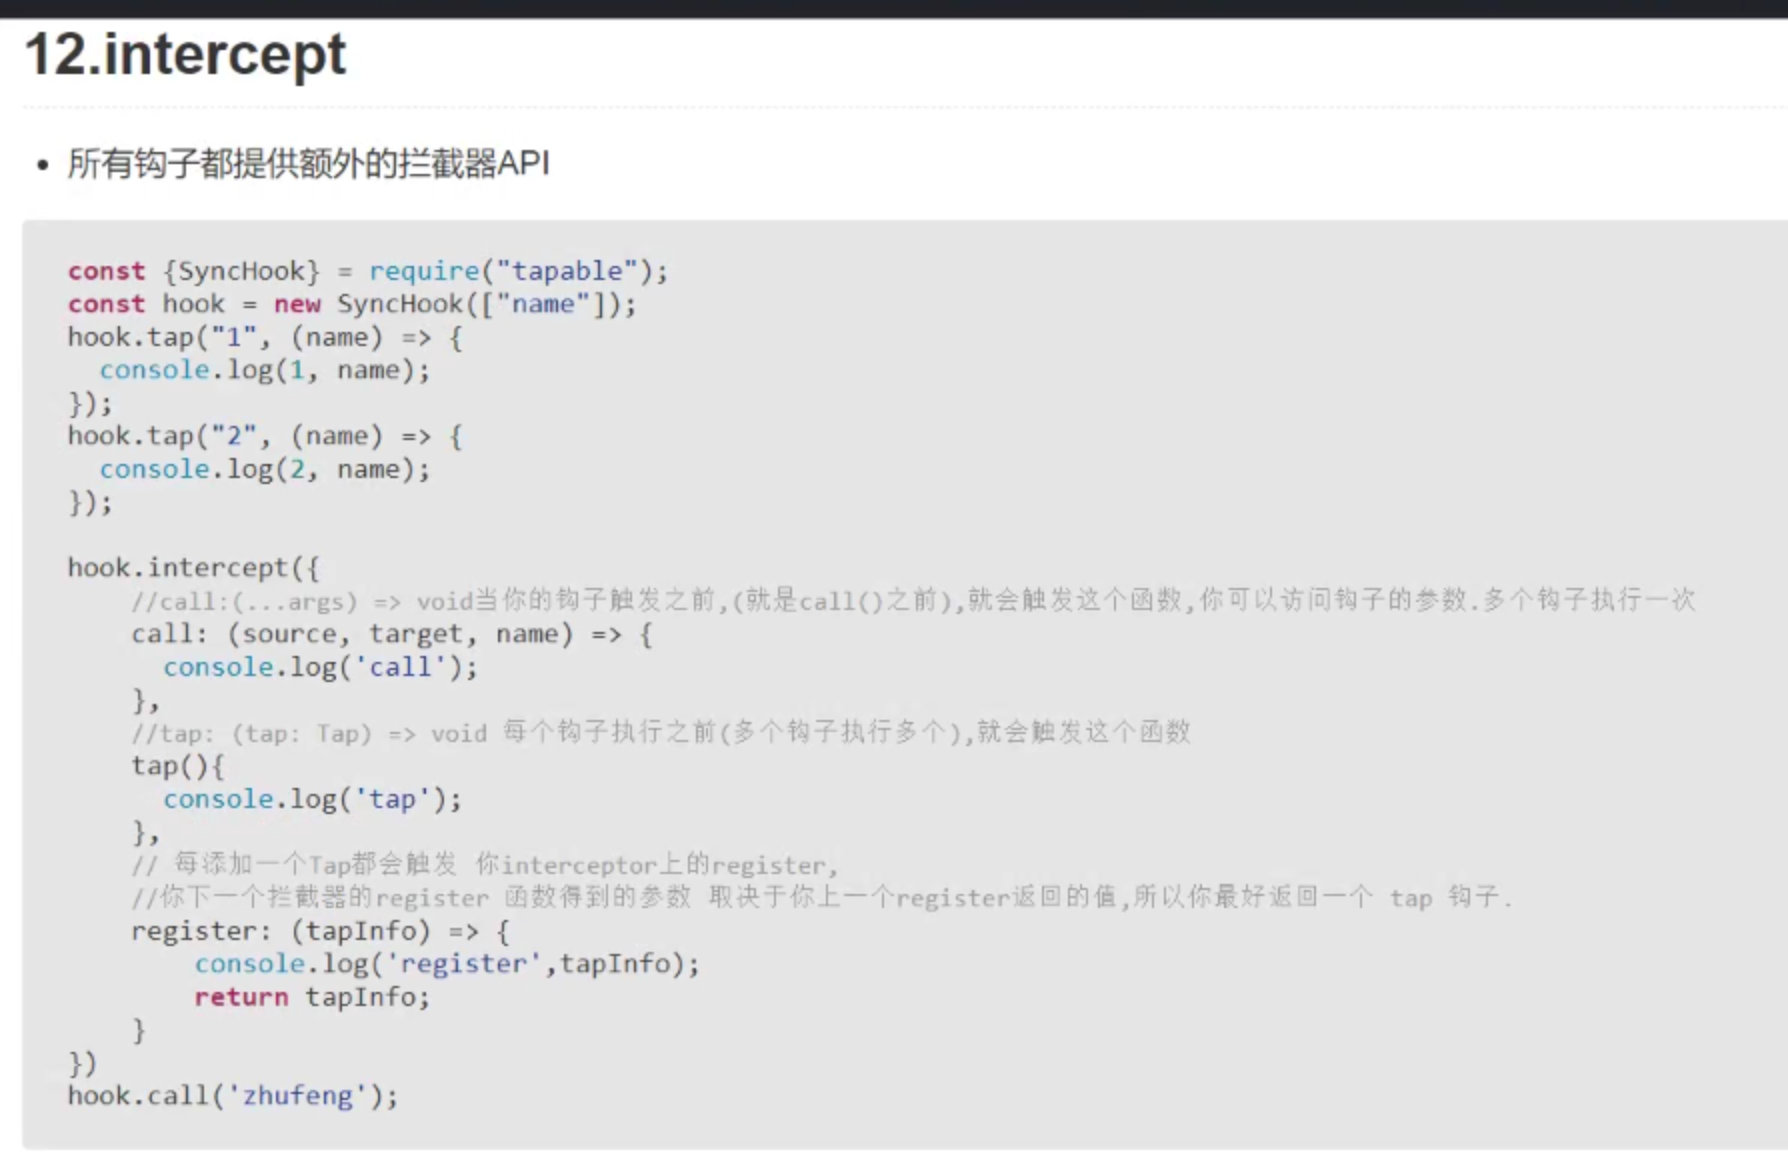 12.intercept
• 所有钩子都提供额外的拦截器API
const {SyncHook} = require("tapable");
const hook = new SyncHook(["name"]);
hook.tap("1", (name) => {
  console.log(1, name);
});
hook.tap("2", (name) => {
  console.log(2, name);
});
hook.intercept({
    //call:(...args) => void当你的钩子触发之前,(就是call()之前),就会触发这个函数,你可以访问钩子的参数.多个钩子执行一次
    call: (source, target, name) => {
      console.log('call');
    },
    //tap: (tap: Tap) => void 每个钩子执行之前(多个钩子执行多个),就会触发这个函数
    tap(){
      console.log('tap');
    },
    // 每添加一个Tap都会触发 你interceptor上的register,
    //你下一个拦截器的register 函数得到的参数 取决于你上一个register返回的值,所以你最好返回一个 tap 钩子.
    register: (tapInfo) => {
        console.log('register',tapInfo);
        return tapInfo;
    }
})
hook.call('zhufeng');